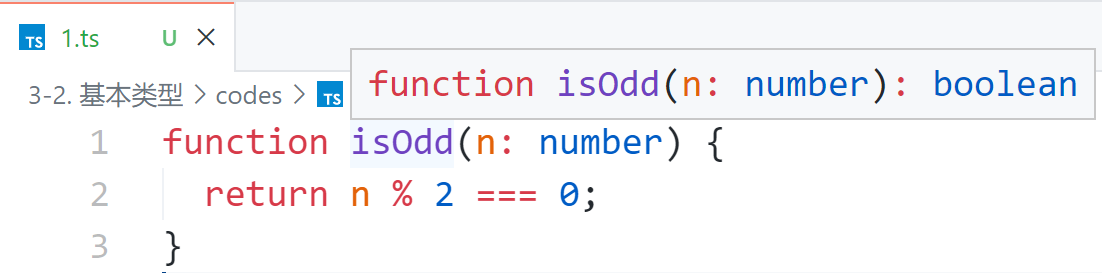 TS 1.ts U ×
function isOdd(n: number): boolean
3-2. 基本类型 > codes > TS
1 function isOdd(n: number) {
2 return n % 2 === 0;
3 }